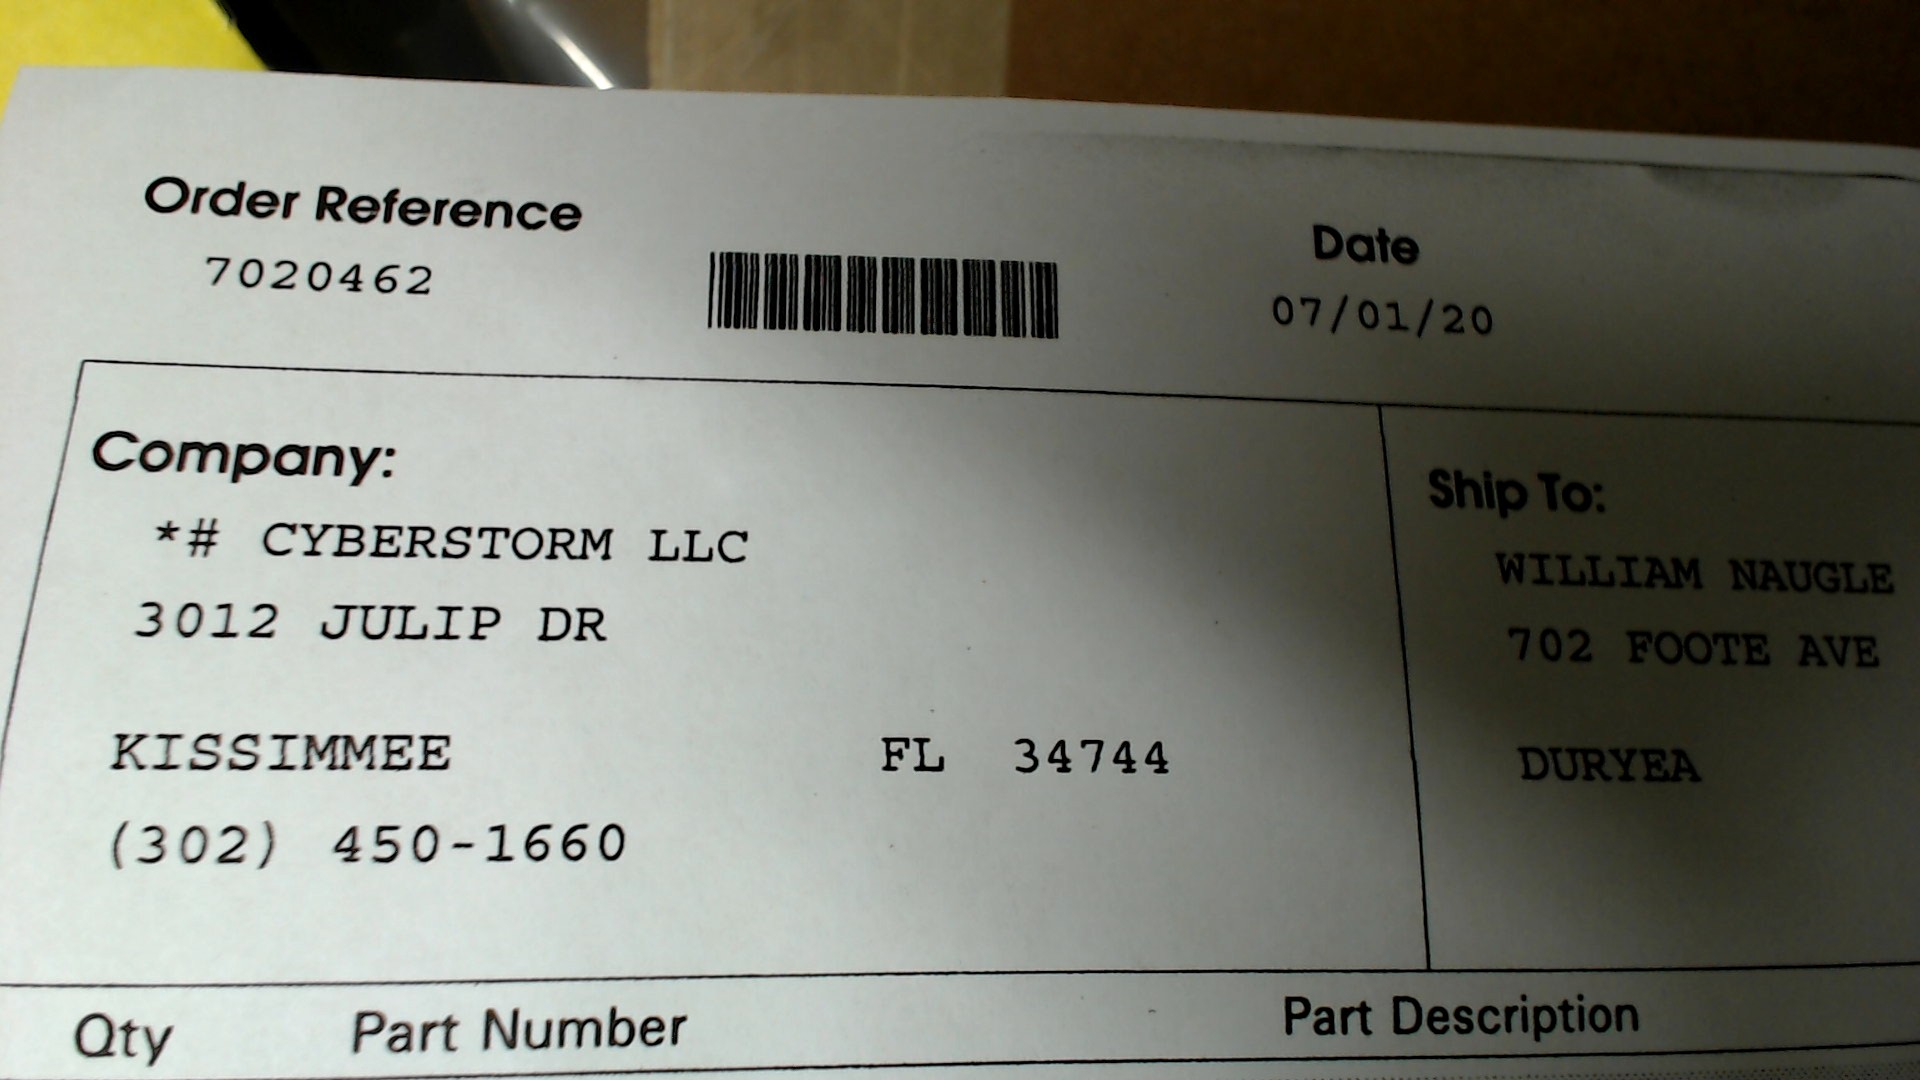 Order Reference
7020462
Date
07/01/20
Company:
*# CYBERSTORM LLC
3012 JULIP DR
KISSIMMEE FL 34744
(302) 450-1660
Ship To:
WILLIAM NAUGLE
702 FOOTE AVE
DURYEA
Qty Part Number Part Description